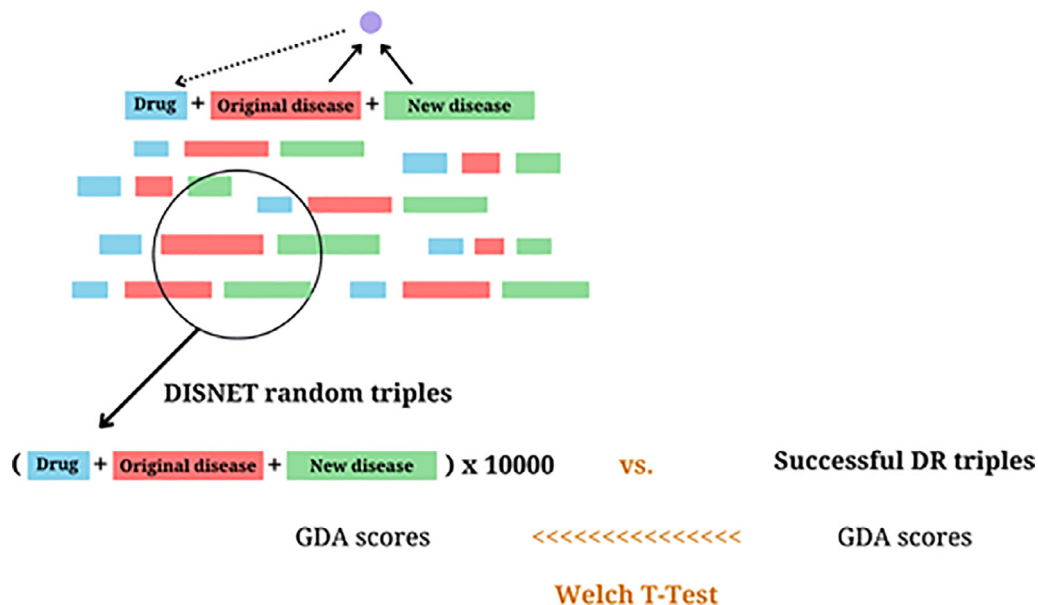 Drug + Original disease + New disease
DISNET random triples
( Drug + Original disease + New disease ) x 10000 vs. Successful DR triples
GDA scores <<<<<<<<<<<<<<< GDA scores
Welch T-Test